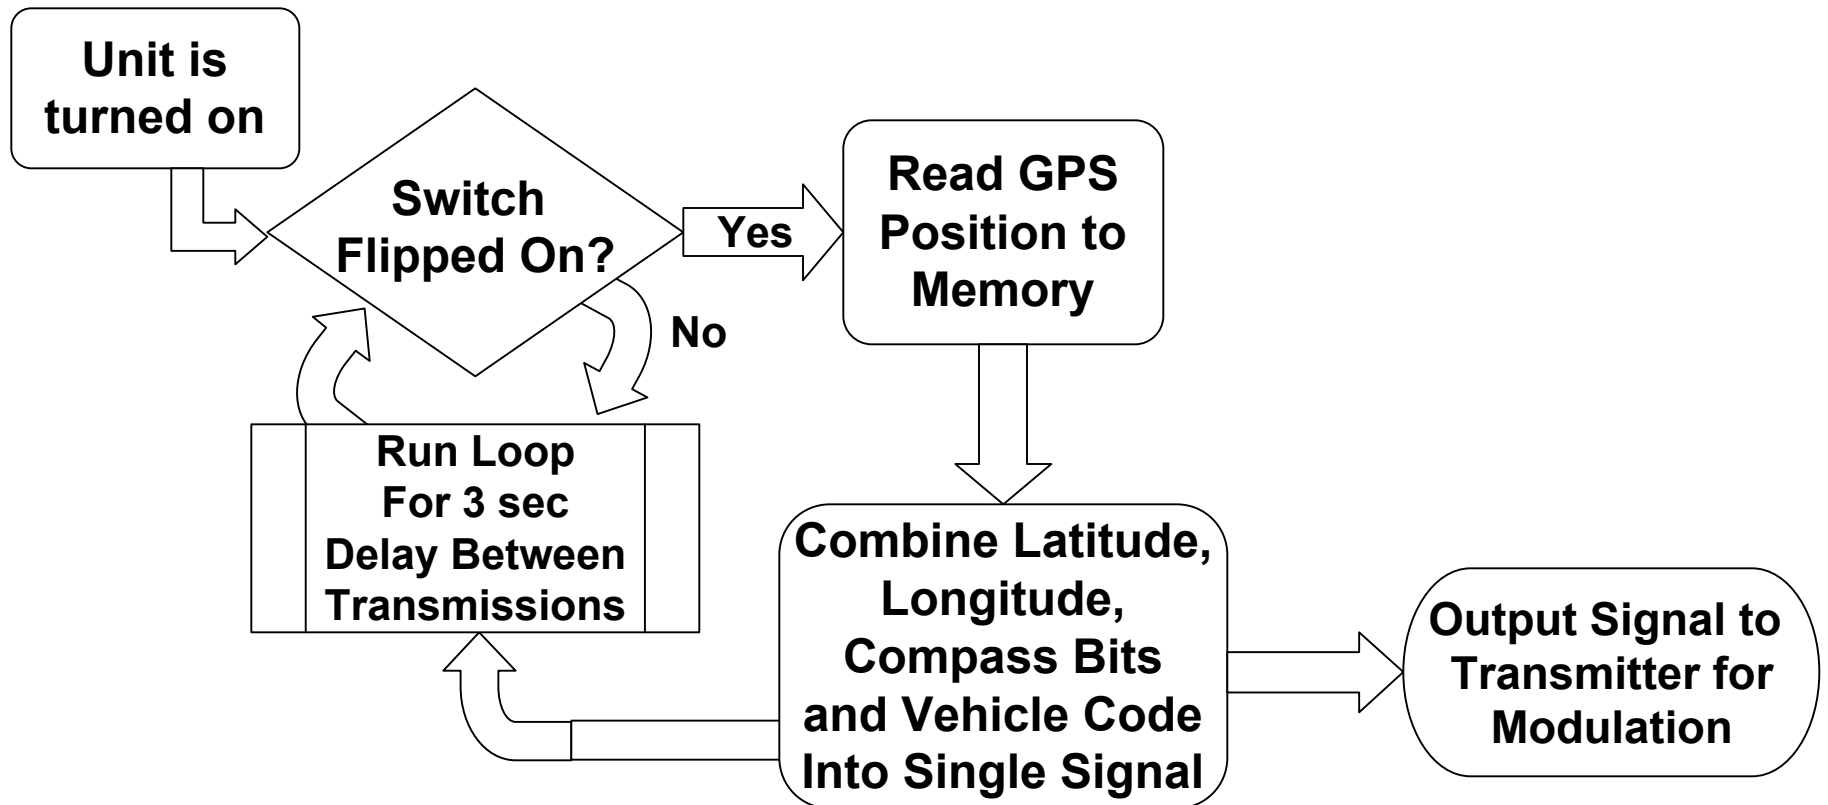 Unit is
turned on
Switch
Flipped On?
Yes
No
Read GPS
Position to
Memory
Run Loop
For 3 sec
Delay Between
Transmissions
Combine Latitude,
Longitude,
Compass Bits
and Vehicle Code
Into Single Signal
Output Signal to
Transmitter for
Modulation